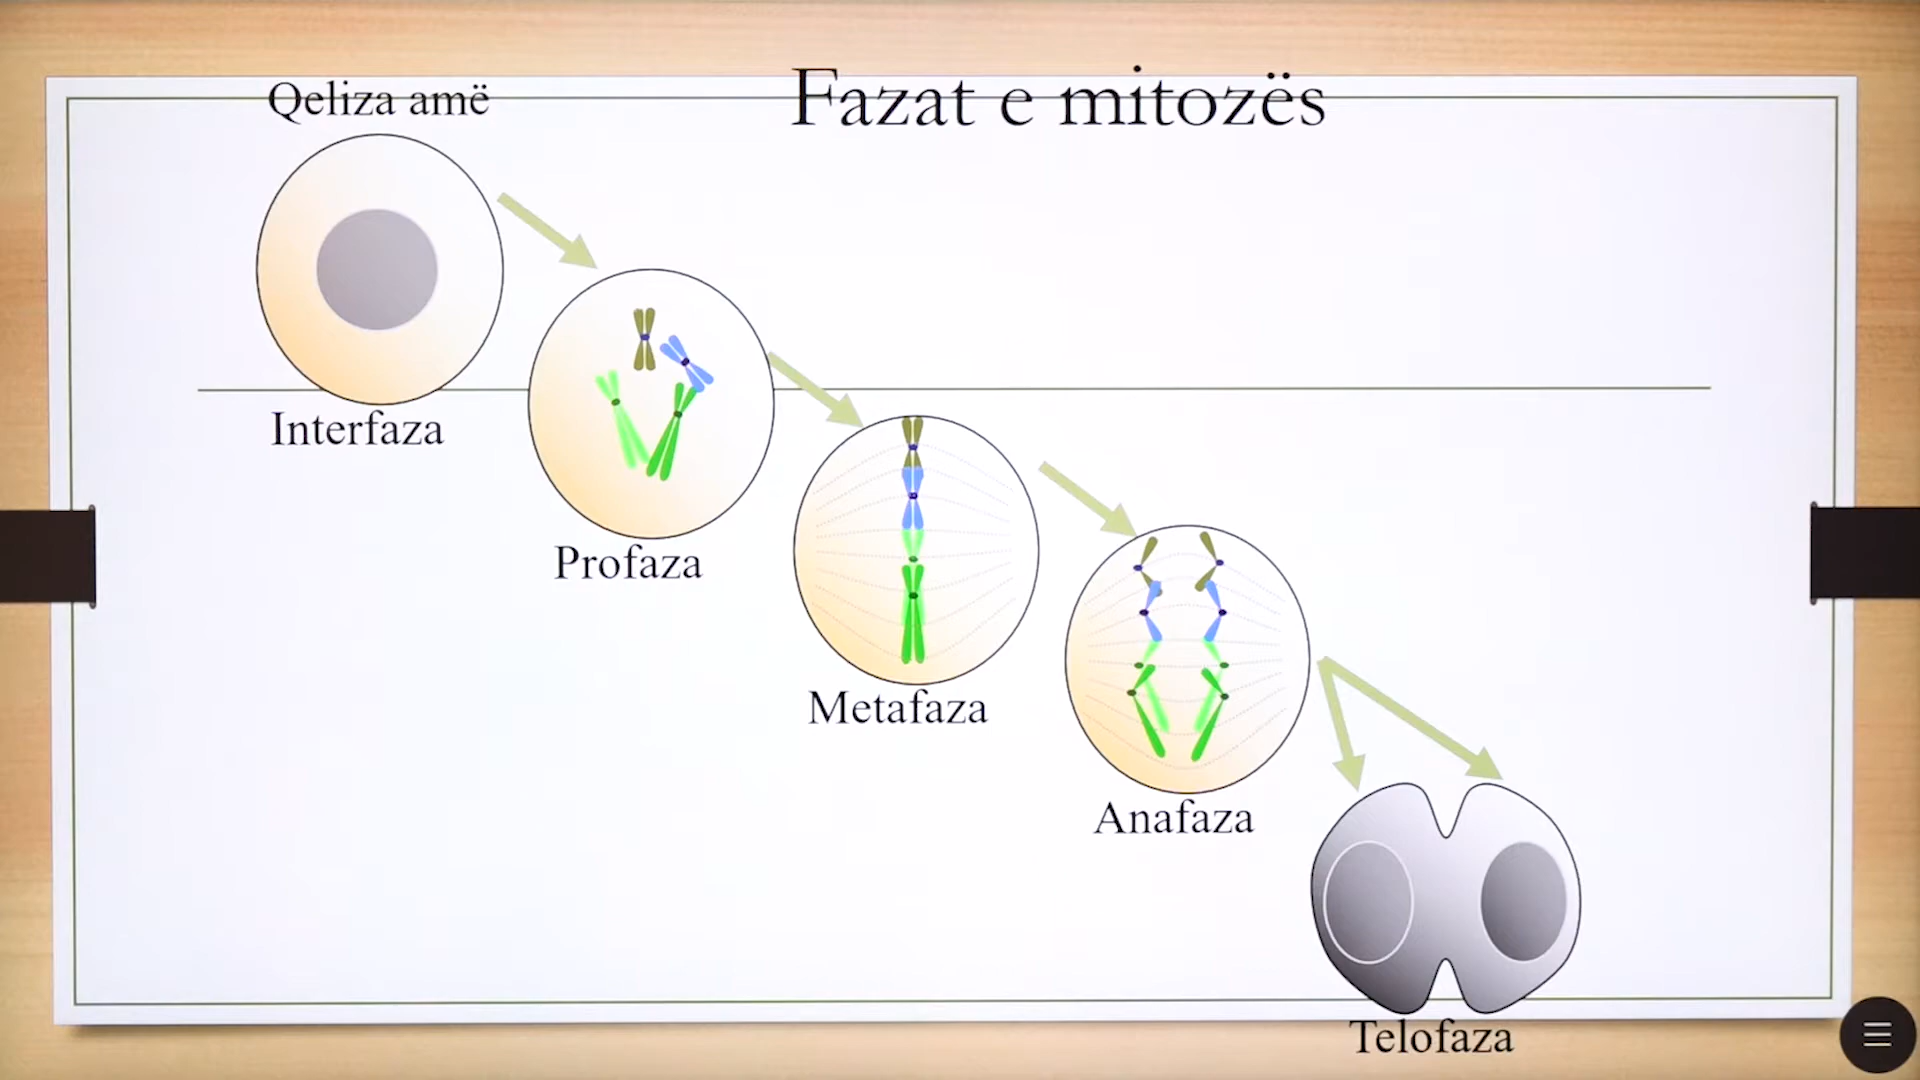 Fazat e mitozës
Qeliza amë
Interfaza
Profaza
Metafaza
Anafaza
Telofaza